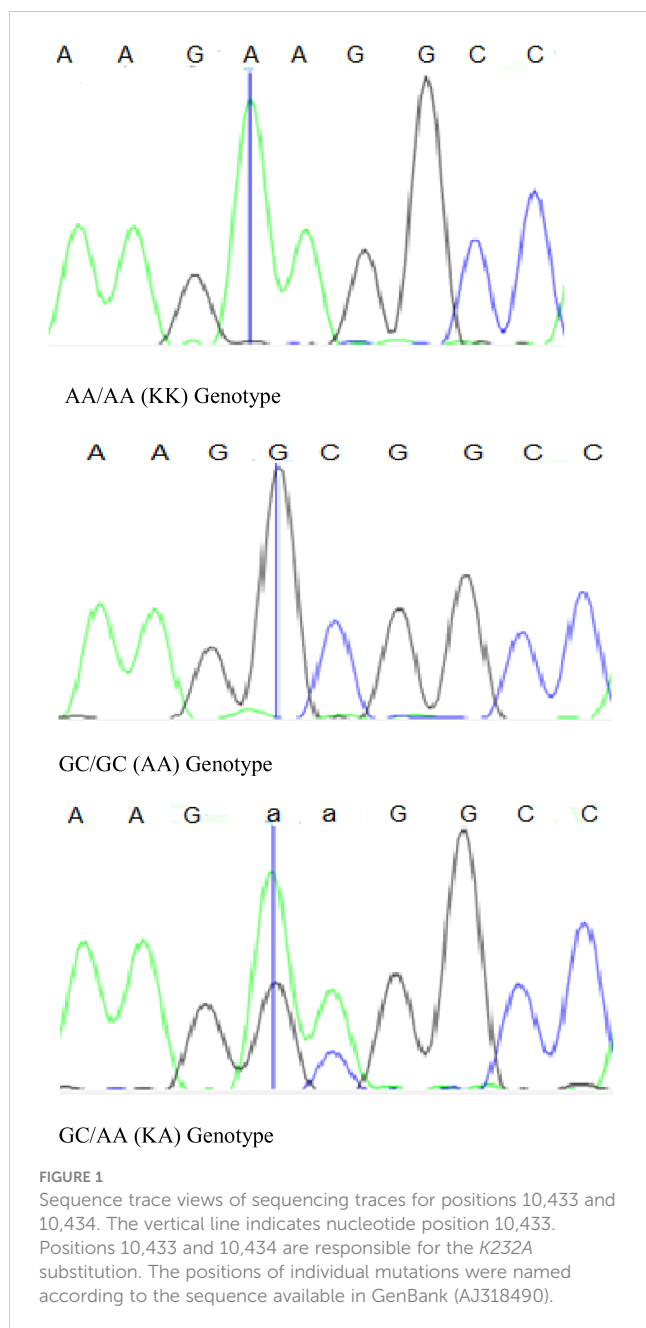 A A G A A G G C C
AA/AA (KK) Genotype
A A G G C G G C C
GC/GC (AA) Genotype
A A G a a G G C C
GC/AA (KA) Genotype
FIGURE 1
Sequence trace views of sequencing traces for positions 10,433 and
10,434. The vertical line indicates nucleotide position 10,433.
Positions 10,433 and 10,434 are responsible for the K232A
substitution. The positions of individual mutations were named
according to the sequence available in GenBank (AJ318490).